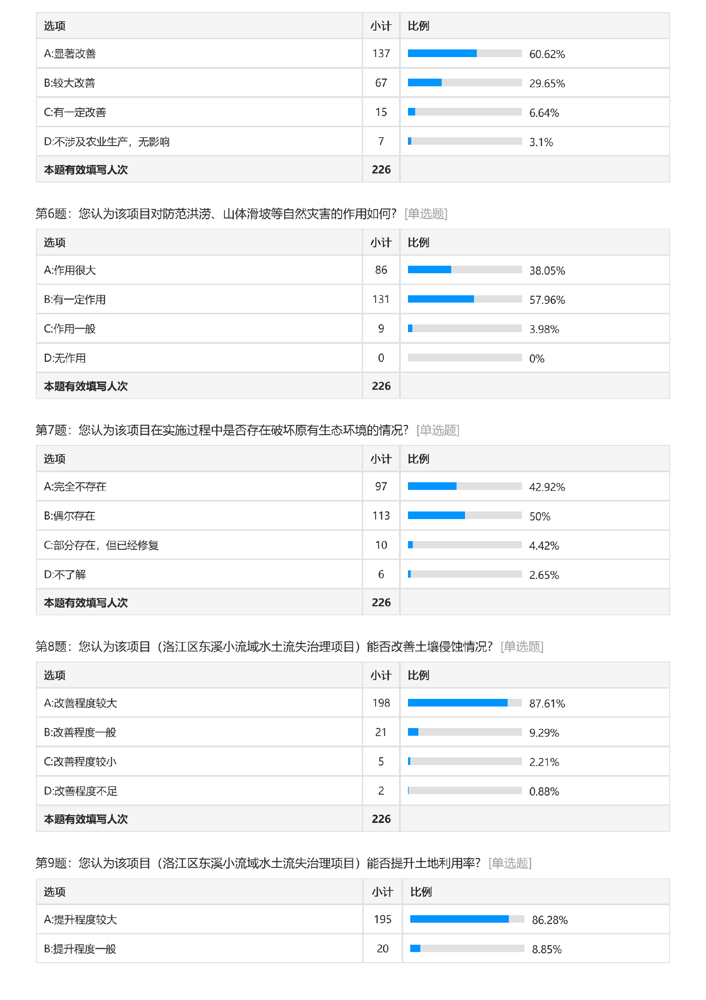 选项 小计 比例
A:显著改善 137 60.62%
B:较大改善 67 29.65%
C:有一定改善 15 6.64%
D:不涉及农业生产，无影响 7 3.1%
本题有效填写人次 226
第6题：您认为该项目对防范洪涝、山体滑坡等自然灾害的作用如何? [单选题]
选项 小计 比例
A:作用很大 86 38.05%
B:有一定作用 131 57.96%
C:作用一般 9 3.98%
D:无作用 0 0%
本题有效填写人次 226
第7题：您认为该项目在实施过程中是否存在破坏原有生态环境的情况? [单选题]
选项 小计 比例
A:完全不存在 97 42.92%
B:偶尔存在 113 50%
C:部分存在，但已经修复 10 4.42%
D:不了解 6 2.65%
本题有效填写人次 226
第8题：您认为该项目（洛江区东溪小流域水土流失治理项目）能否改善土壤侵蚀情况? [单选题]
选项 小计 比例
A:改善程度较大 198 87.61%
B:改善程度一般 21 9.29%
C:改善程度较小 5 2.21%
D:改善程度不足 2 0.88%
本题有效填写人次 226
第9题：您认为该项目（洛江区东溪小流域水土流失治理项目）能否提升土地利用率? [单选题]
选项 小计 比例
A:提升程度较大 195 86.28%
B:提升程度一般 20 8.85%